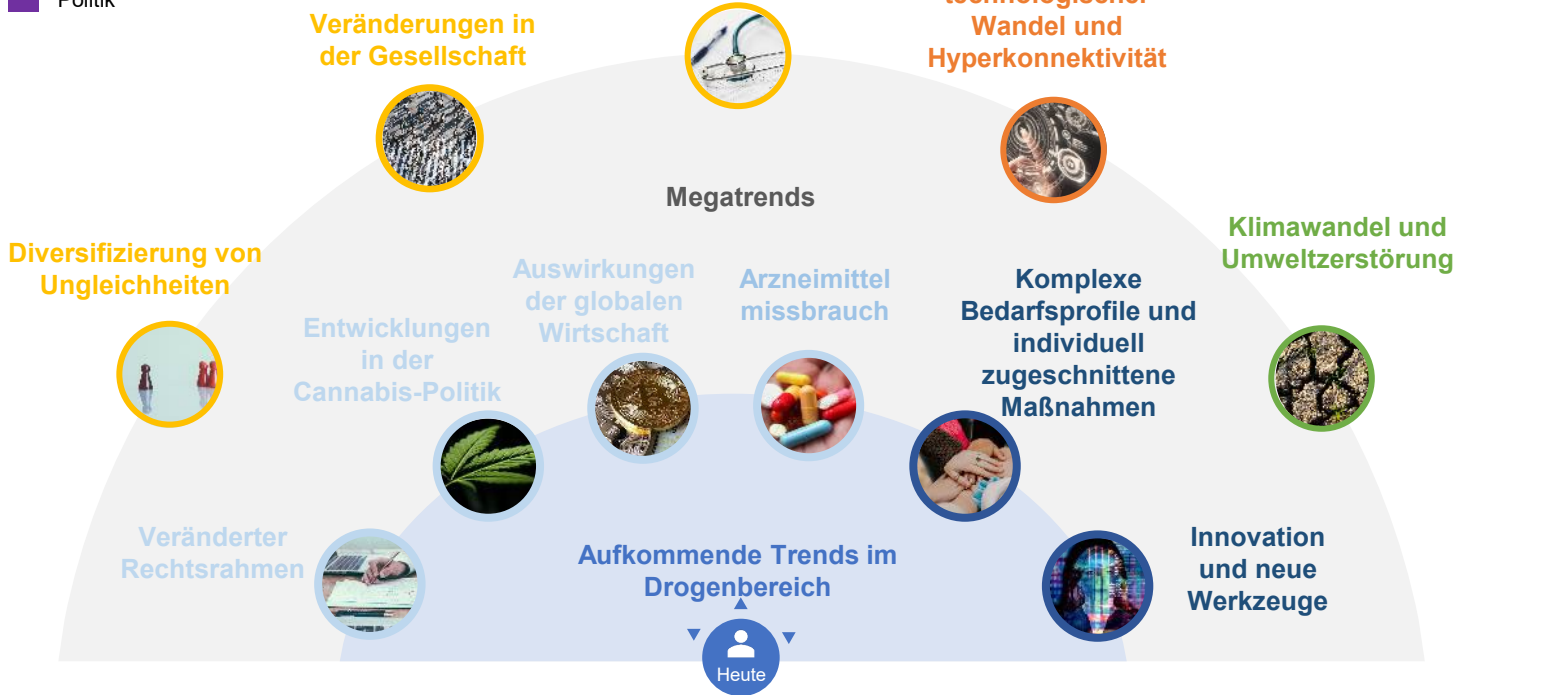 Politik
Veränderungen in
der Gesellschaft
technologischer
Wandel und
Hyperkonnektivität
Megatrends
Klimawandel und
Umweltzerstörung
Diversifizierung von
Ungleichheiten
Auswirkungen
der globalen
Wirtschaft
Arzneimittel
missbrauch
Komplexe
Bedarfsprofile und
individuell
zugeschnittene
Maßnahmen
Entwicklungen
in der
Cannabis-Politik
Veränderter
Rechtsrahmen
Aufkommende Trends im
Drogenbereich
Innovation
und neue
Werkzeuge
Heute